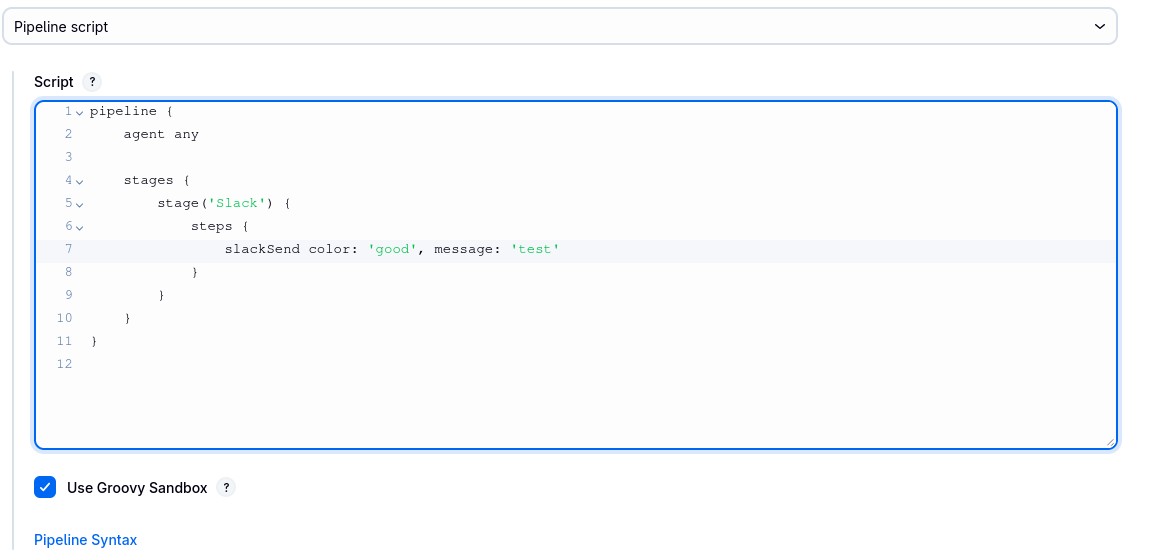 Pipeline script
Script ?
1 pipeline {
2     agent any
3
4     stages {
5         stage('Slack') {
6             steps {
7                 slackSend color: 'good', message: 'test'
8             }
9         }
10     }
11 }
12
Use Groovy Sandbox ?
Pipeline Syntax